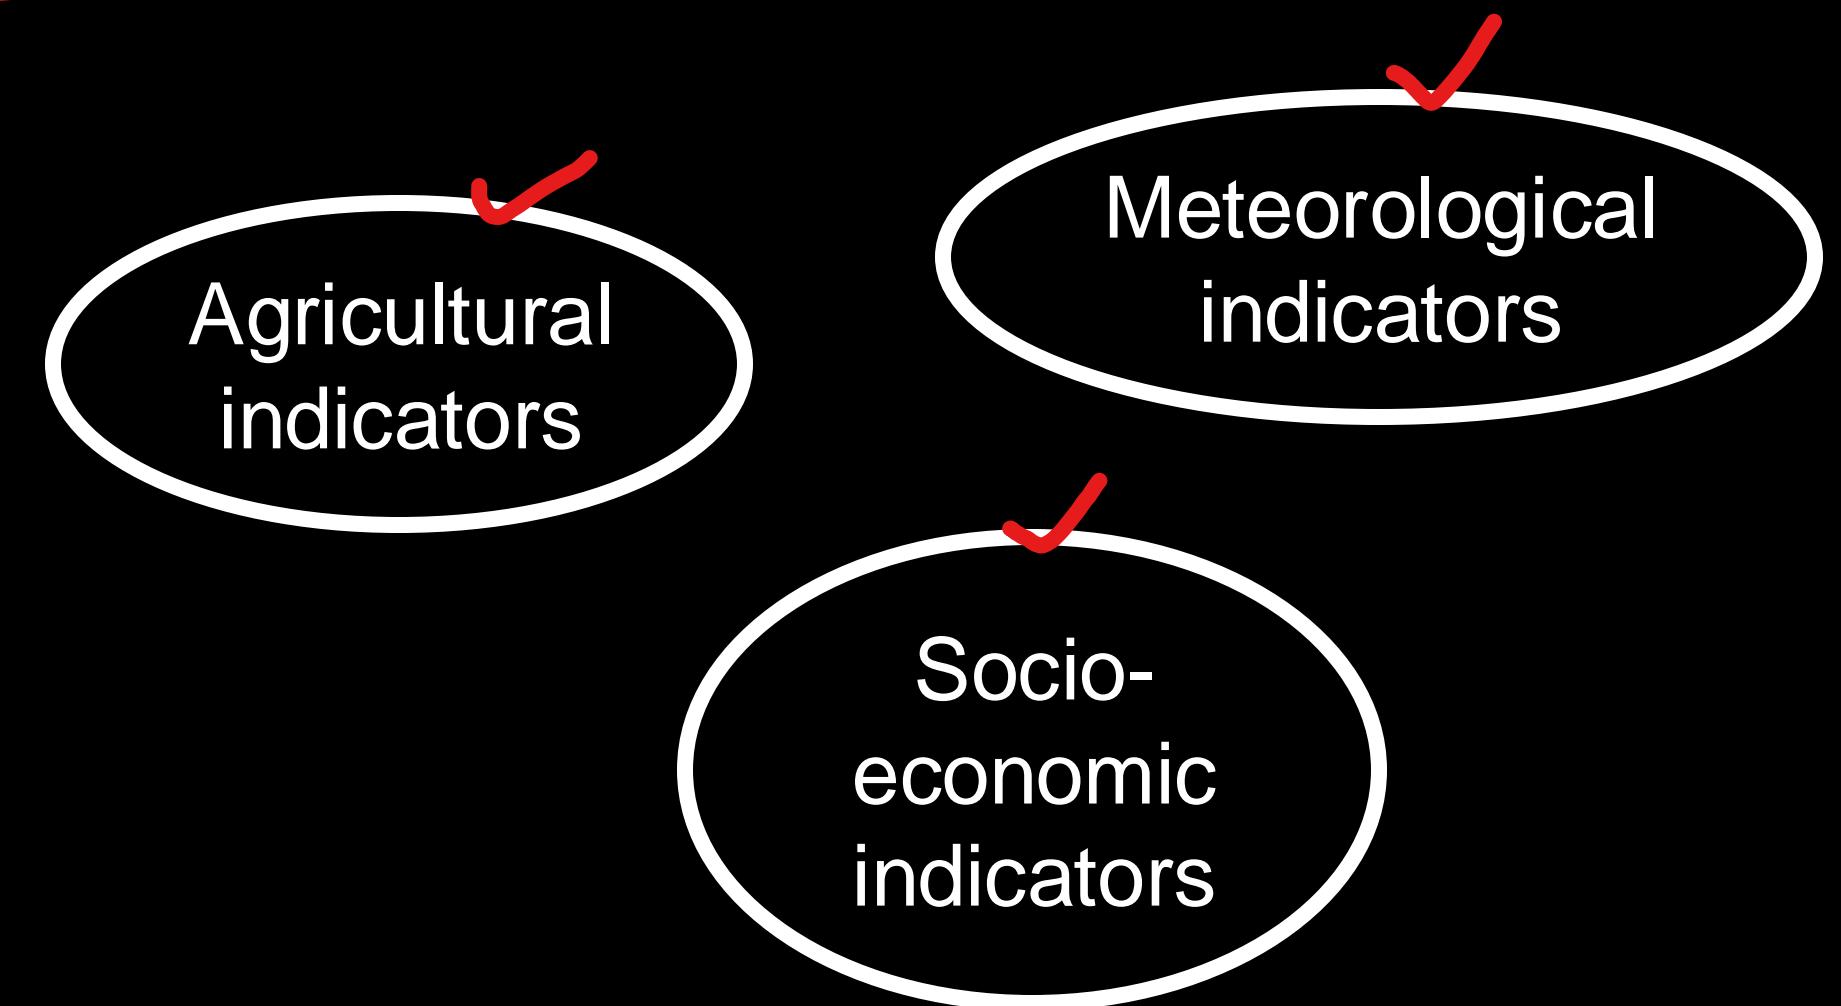 Agricultural
indicators
Meteorological
indicators
Socio-
economic
indicators